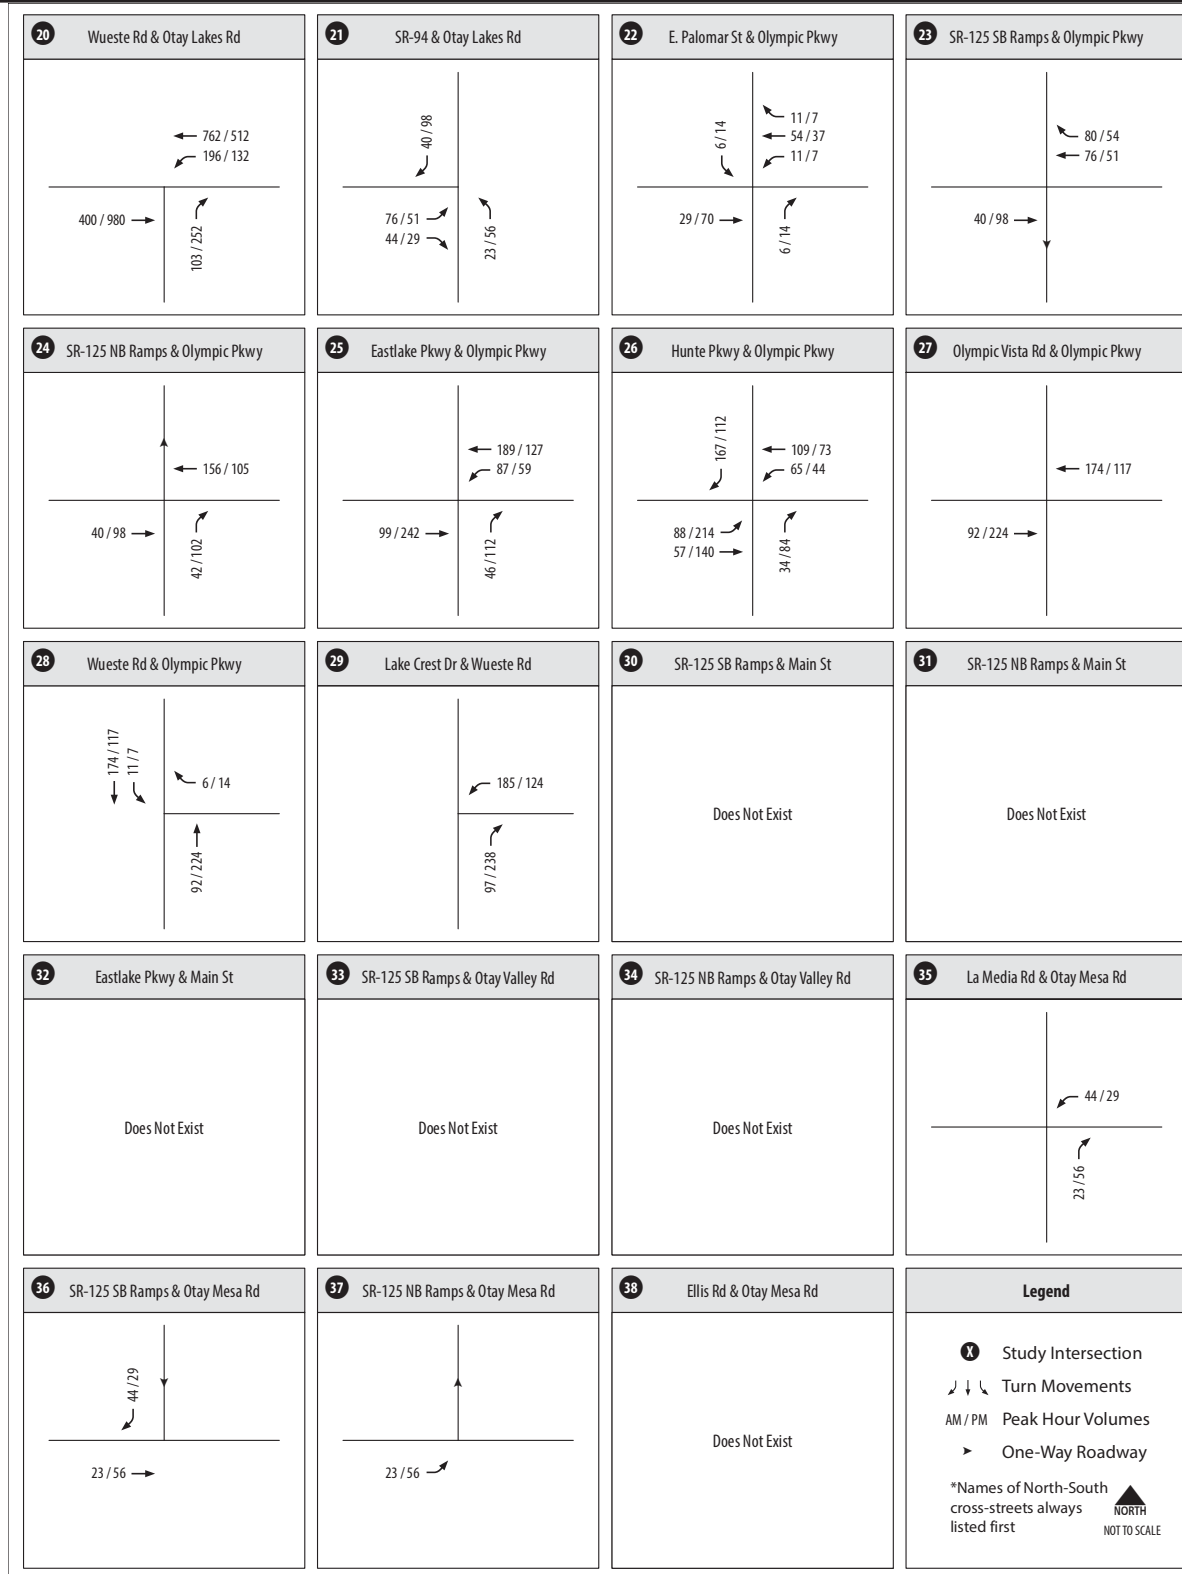 20 Wueste Rd & Otay Lakes Rd
762 / 512
196 / 132
400 / 980
103 / 252
21 SR-94 & Otay Lakes Rd
40 / 98
76 / 51
44 / 29
23 / 56
22 E. Palomar St & Olympic Pkwy
6 / 14
11 / 7
54 / 37
11 / 7
29 / 70
6 / 14
23 SR-125 SB Ramps & Olympic Pkwy
80 / 54
76 / 51
40 / 98
24 SR-125 NB Ramps & Olympic Pkwy
156 / 105
40 / 98
42 / 102
25 Eastlake Pkwy & Olympic Pkwy
189 / 127
87 / 59
99 / 242
46 / 112
26 Hunte Pkwy & Olympic Pkwy
167 / 112
109 / 73
65 / 44
88 / 214
57 / 140
34 / 84
27 Olympic Vista Rd & Olympic Pkwy
174 / 117
92 / 224
28 Wueste Rd & Olympic Pkwy
174 / 117
11 / 7
6 / 14
92 / 224
29 Lake Crest Dr & Wueste Rd
185 / 124
97 / 238
30 SR-125 SB Ramps & Main St
Does Not Exist
31 SR-125 NB Ramps & Main St
Does Not Exist
32 Eastlake Pkwy & Main St
Does Not Exist
33 SR-125 SB Ramps & Otay Valley Rd
Does Not Exist
34 SR-125 NB Ramps & Otay Valley Rd
Does Not Exist
35 La Media Rd & Otay Mesa Rd
44 / 29
23 / 56
36 SR-125 SB Ramps & Otay Mesa Rd
44 / 29
23 / 56
37 SR-125 NB Ramps & Otay Mesa Rd
23 / 56
38 Ellis Rd & Otay Mesa Rd
Does Not Exist
Legend
X Study Intersection
Turn Movements
AM / PM Peak Hour Volumes
One-Way Roadway
*Names of North-South
cross-streets always
listed first
NORTH
NOT TO SCALE